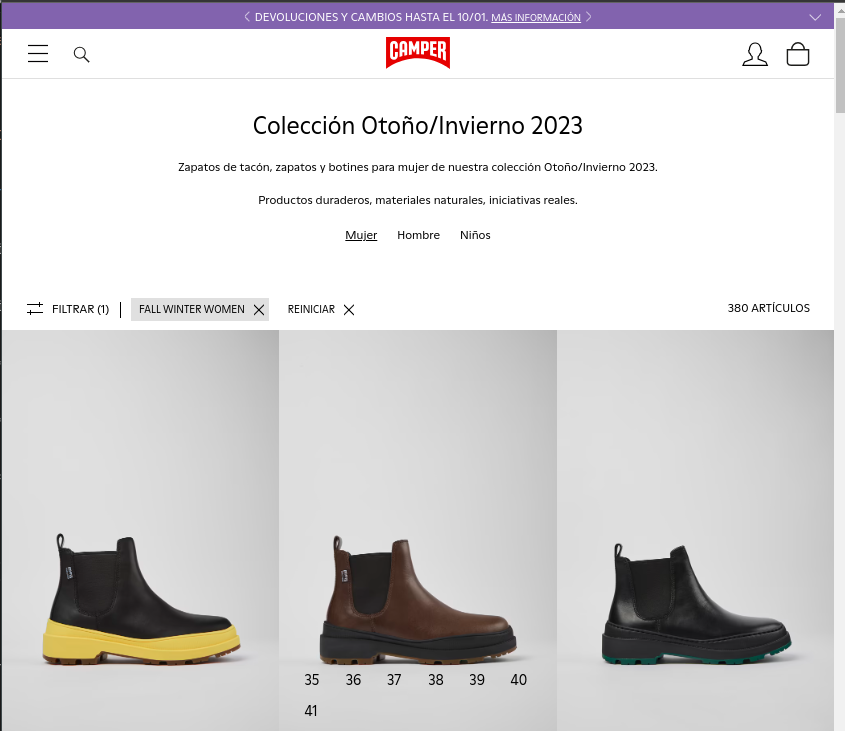 DEVOLUCIONES Y CAMBIOS HASTA EL 10/01. MÁS INFORMACIÓN
CAMPER
Colección Otoño/Invierno 2023
Zapatos de tacón, zapatos y botines para mujer de nuestra colección Otoño/Invierno 2023.
Productos duraderos, materiales naturales, iniciativas reales.
Mujer Hombre Niños
FILTRAR (1) FALL WINTER WOMEN REINICIAR 380 ARTÍCULOS
35 36 37 38 39 40
41